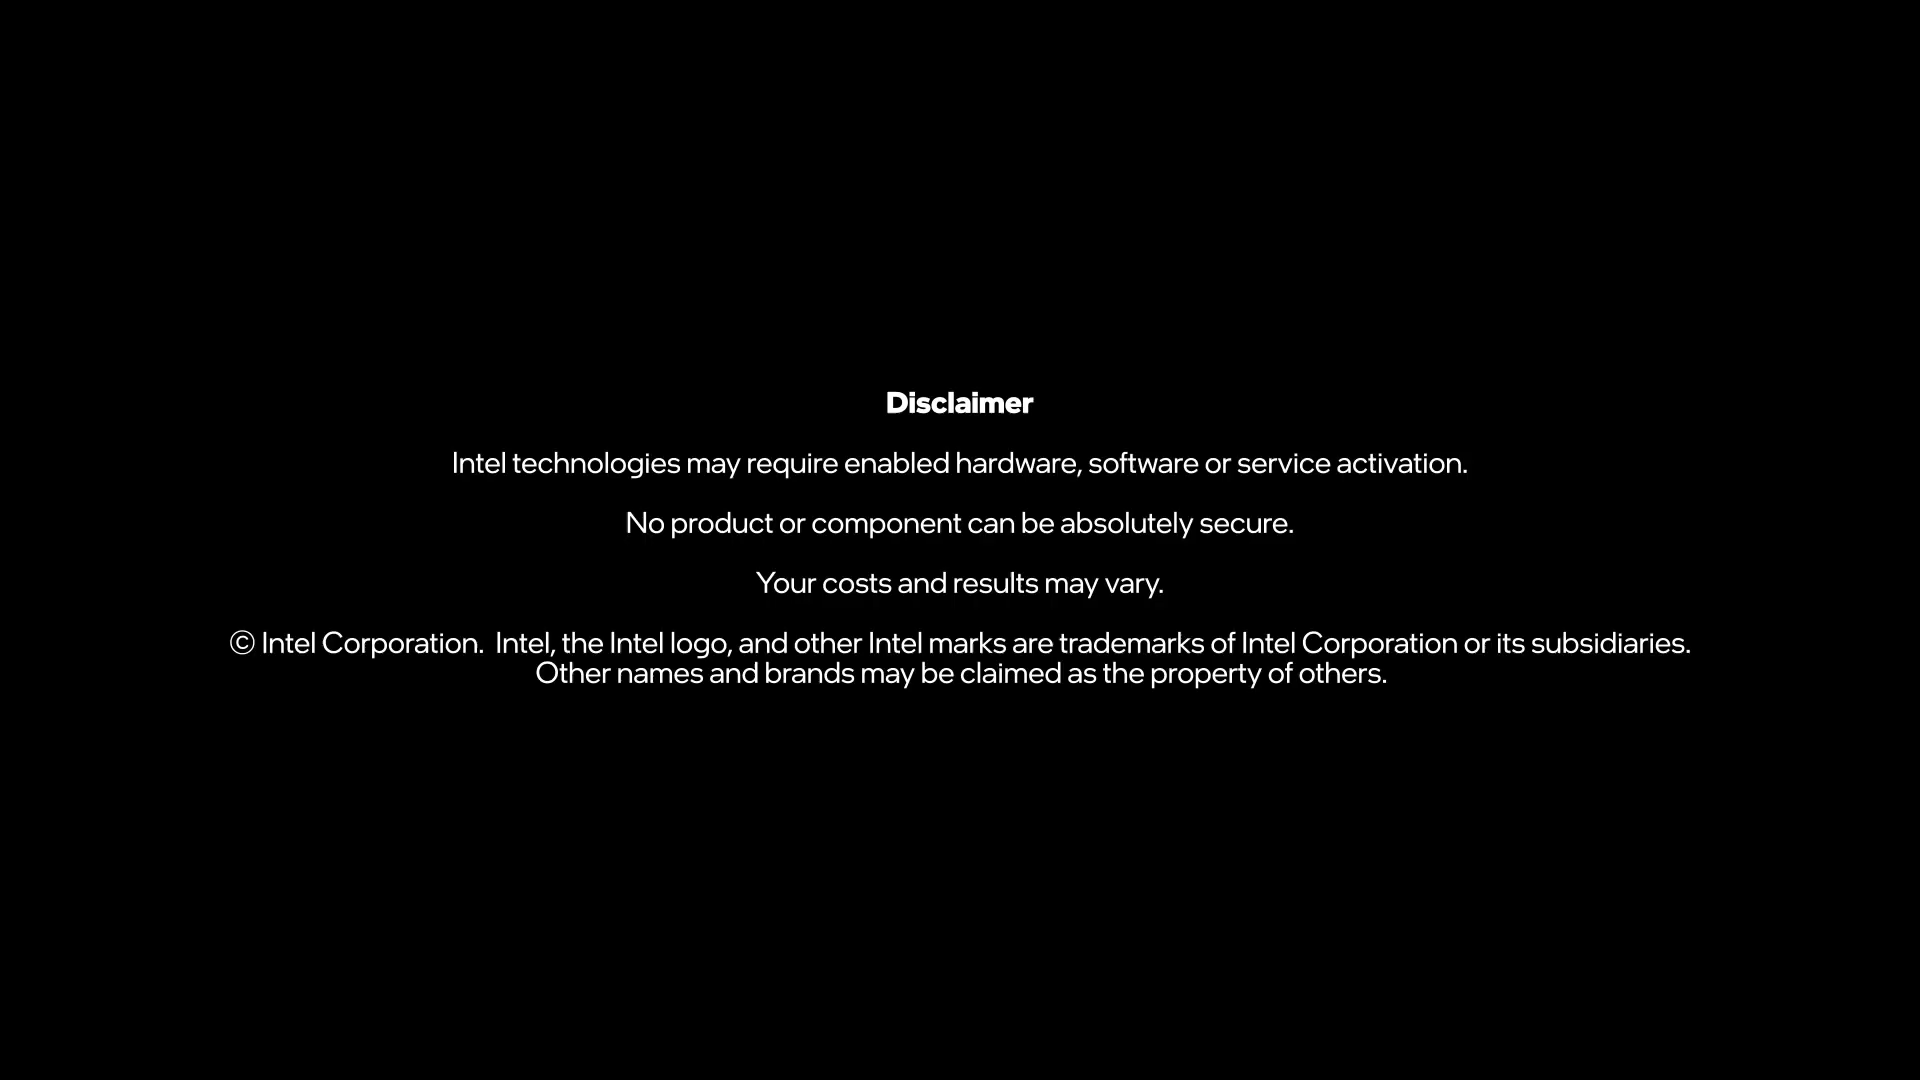 Disclaimer
Intel technologies may require enabled hardware, software or service activation.
No product or component can be absolutely secure.
Your costs and results may vary.
© Intel Corporation.  Intel, the Intel logo, and other Intel marks are trademarks of Intel Corporation or its subsidiaries.
Other names and brands may be claimed as the property of others.